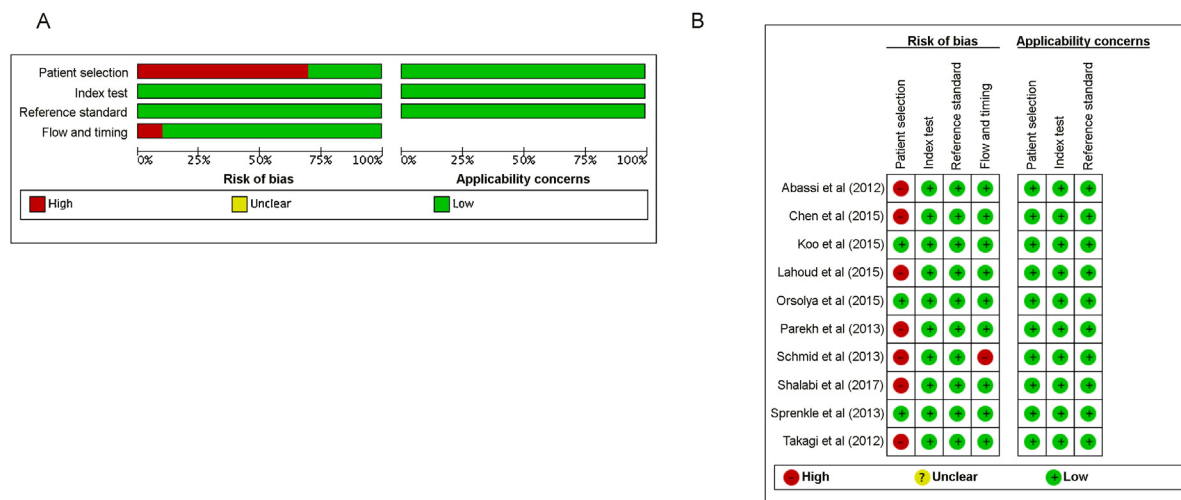 A
Patient selection
Index test
Reference standard
Flow and timing
0% 25% 50% 75% 100% 0% 25% 50% 75% 100%
Risk of bias Applicability concerns
High Unclear Low
B
Risk of bias Applicability concerns
Patient selection
Index test
Reference standard
Flow and timing
Patient selection
Index test
Reference standard
Abassi et al (2012) - + + + + + +
Chen et al (2015) - + + + + + +
Koo et al (2015) + + + + + + +
Lahoud et al (2015) - + + + + + +
Orsolya et al (2015) + + + + + + +
Parekh et al (2013) - + + + + + +
Schmid et al (2013) - + + - + + +
Shalabi et al (2017) - + + + + + +
Sprenkle et al (2013) + + + + + + +
Takagi et al (2012) - + + + + + +
- High ? Unclear + Low